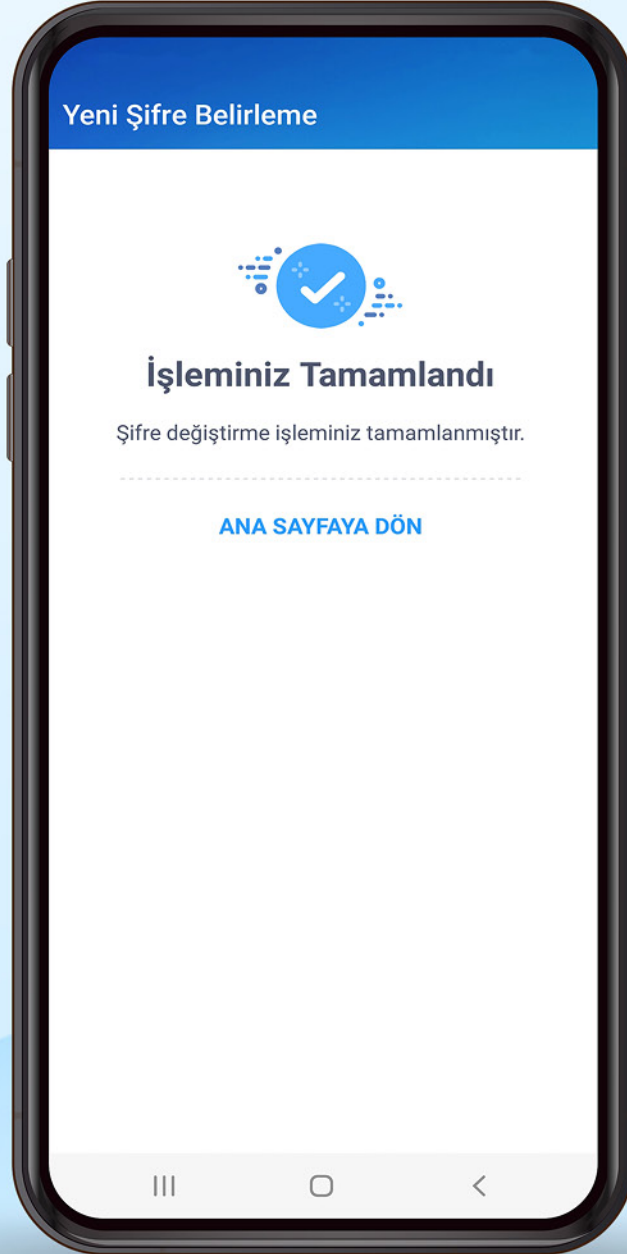 Yeni Şifre Belirleme
İşleminiz Tamamlandı
Şifre değiştirme işleminiz tamamlanmıştır.
ANA SAYFAYA DÖN